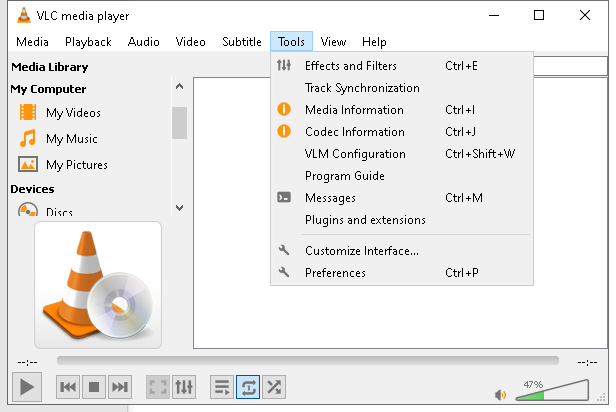 VLC media player
Media Playback Audio Video Subtitle Tools View Help
Media Library
My Computer
My Videos
My Music
My Pictures
Devices
Discs
Effects and Filters Ctrl+E
Track Synchronization
Media Information Ctrl+I
Codec Information Ctrl+J
VLM Configuration Ctrl+Shift+W
Program Guide
Messages Ctrl+M
Plugins and extensions
Customize Interface...
Preferences Ctrl+P
--:-- --:--
47%